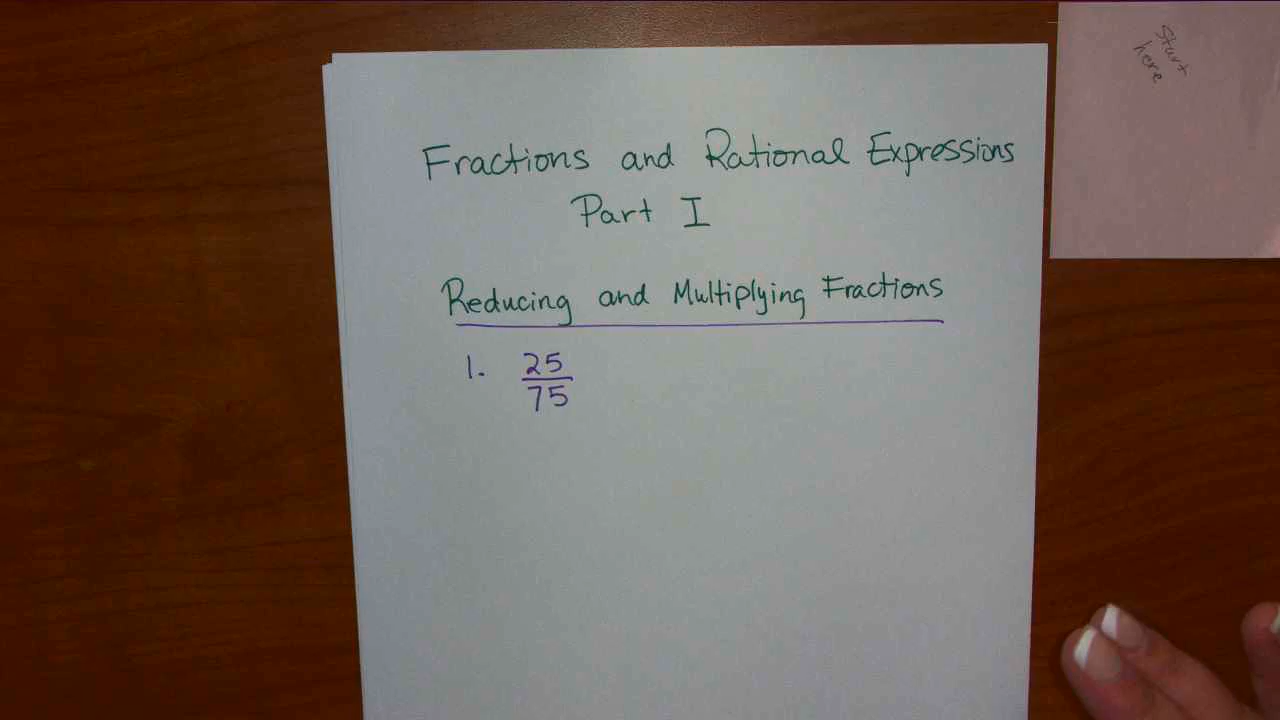 Fractions and Rational Expressions
Part I
Reducing and Multiplying Fractions
1. 25
75
Start
here